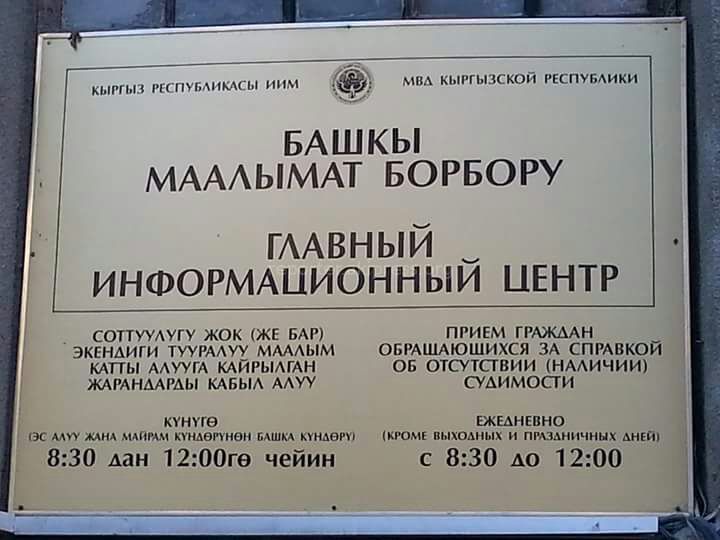 КЫРГЫЗ РЕСПУБЛИКАСЫ ИИМ
МВД КЫРГЫЗСКОЙ РЕСПУБЛИКИ
БАШКЫ
МААЛЫМАТ БОРБОРУ
ГЛАВНЫЙ
ИНФОРМАЦИОННЫЙ ЦЕНТР
СОТТУУЛУГУ ЖОК (ЖЕ БАР)
ЭКЕНДИГИ ТУУРАЛУУ МААЛЫМ
КАТТЫ АЛУУГА КАЙРЫЛГАН
ЖАРАНДАРДЫ КАБЫЛ АЛУУ
КҮНҮГӨ
(ЭС АЛУУ ЖАНА МАЙРАМ КҮНДӨРҮНӨН БАШКА КҮНДӨРҮ)
8:30 дан 12:00гө чейин
ПРИЕМ ГРАЖДАН
ОБРАЩАЮЩИХСЯ ЗА СПРАВКОЙ
ОБ ОТСУТСТВИИ (НАЛИЧИИ)
СУДИМОСТИ
ЕЖЕДНЕВНО
(КРОМЕ ВЫХОДНЫХ И ПРАЗДНИЧНЫХ ДНЕЙ)
с 8:30 до 12:00